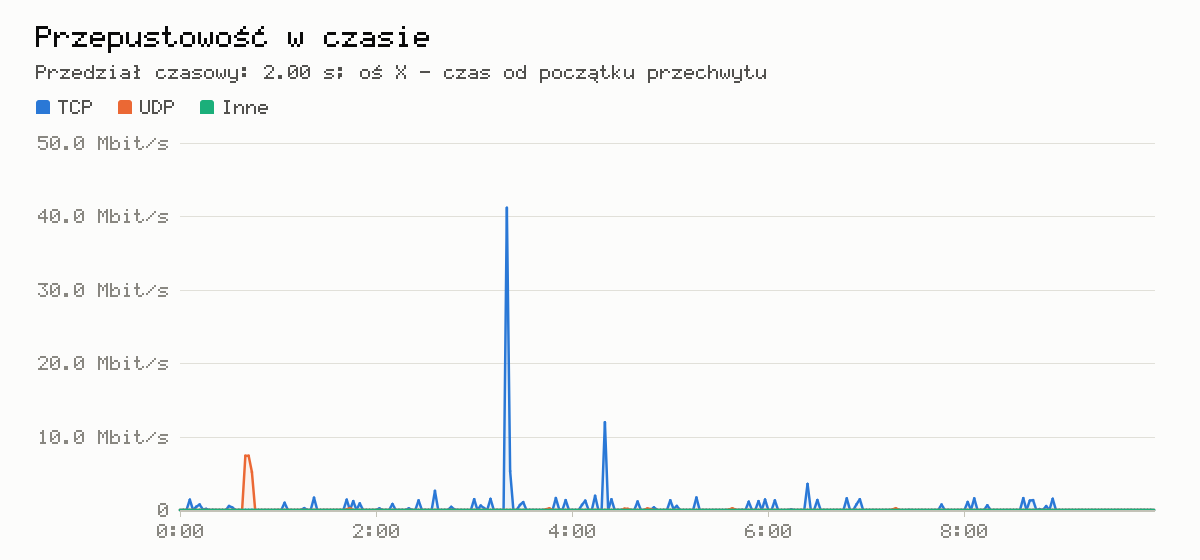 Przepustowość w czasie
Przedział czasowy: 2.00 s; oś X - czas od początku przechwytu
TCP UDP Inne
50.0 Mbit/s
40.0 Mbit/s
30.0 Mbit/s
20.0 Mbit/s
10.0 Mbit/s
0
0:00 2:00 4:00 6:00 8:00